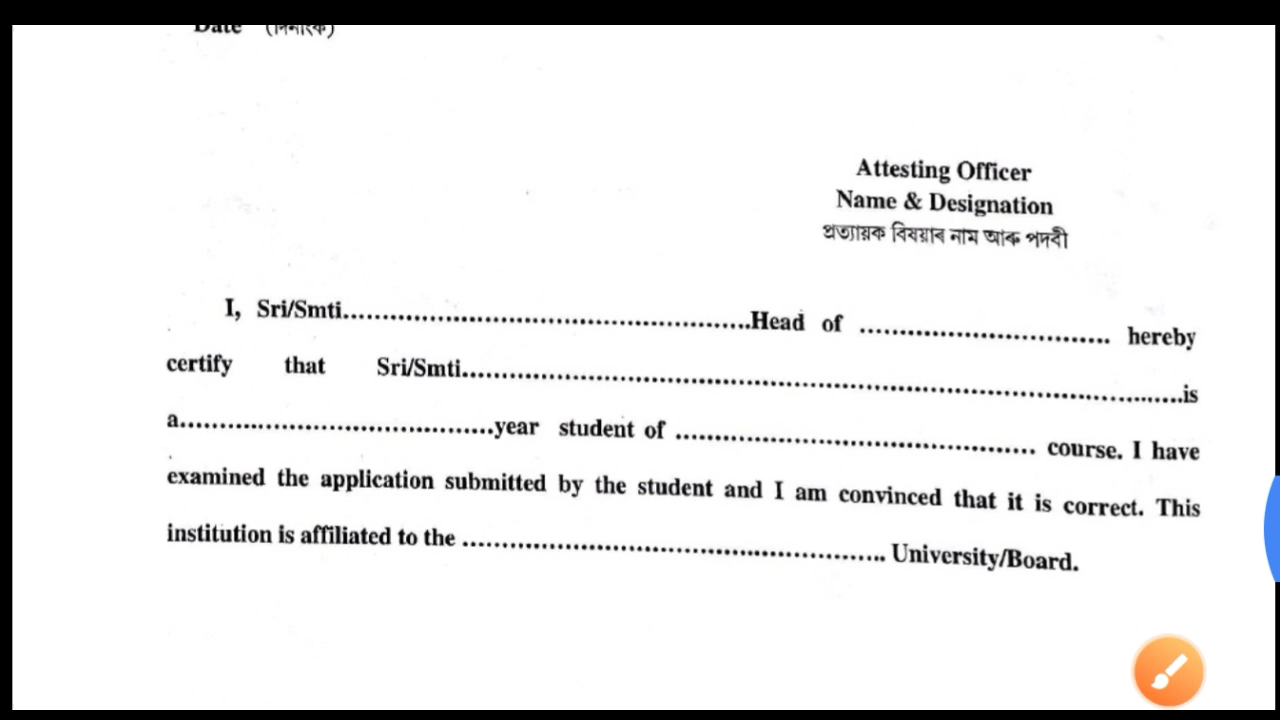 Date (দিনাংক)
Attesting Officer
Name & Designation
প্ৰত্যায়ক বিষয়াৰ নাম আৰু পদবী
I, Sri/Smti....................................................Head of ................................ hereby
certify that Sri/Smti............................................................................................is
a........................................year student of .............................................. course. I have
examined the application submitted by the student and I am convinced that it is correct. This
institution is affiliated to the ...................................................... University/Board.